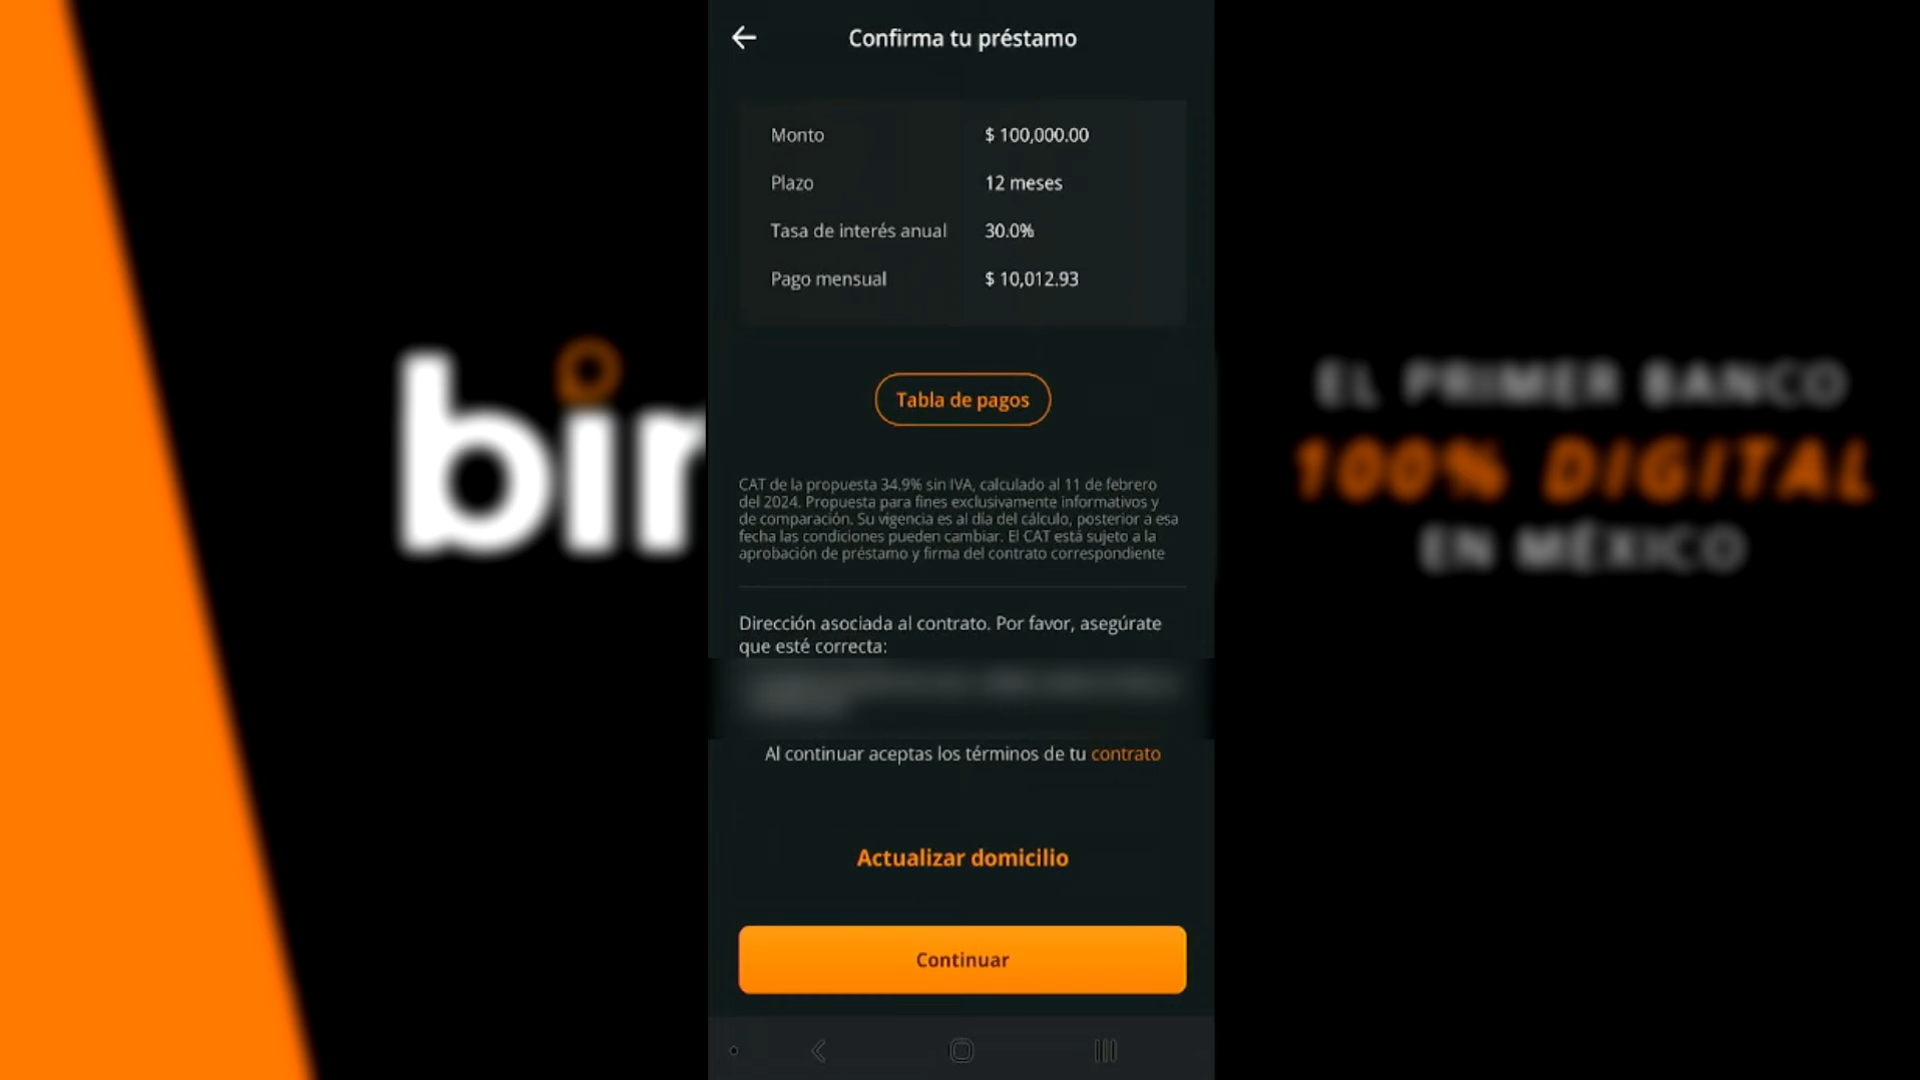 Confirma tu préstamo
Monto $ 100,000.00
Plazo 12 meses
Tasa de interés anual 30.0%
Pago mensual $ 10,012.93
Tabla de pagos
bin
EL PRIMER BANCO
100% DIGITAL
EN MÉXICO
CAT de la propuesta 34.9% sin IVA, calculado al 11 de febrero
del 2024. Propuesta para fines exclusivamente informativos y
de comparación. Su vigencia es al día del cálculo, posterior a esa
fecha las condiciones pueden cambiar. El CAT está sujeto a la
aprobación de préstamo y firma del contrato correspondiente
Dirección asociada al contrato. Por favor, asegúrate
que esté correcta:
Al continuar aceptas los términos de tu contrato
Actualizar domicilio
Continuar